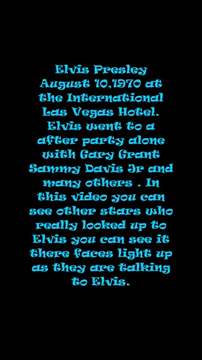 Elvis Presley
August 10,1970 at
the International
Las Vegas Hotel.
Elvis went to a
after party alone
with Gary Grant
Sammy Davis Jr and
many others . In
this video you can
see other stars who
really looked up to
Elvis you can see it
there faces light up
as they are talking
to Elvis.